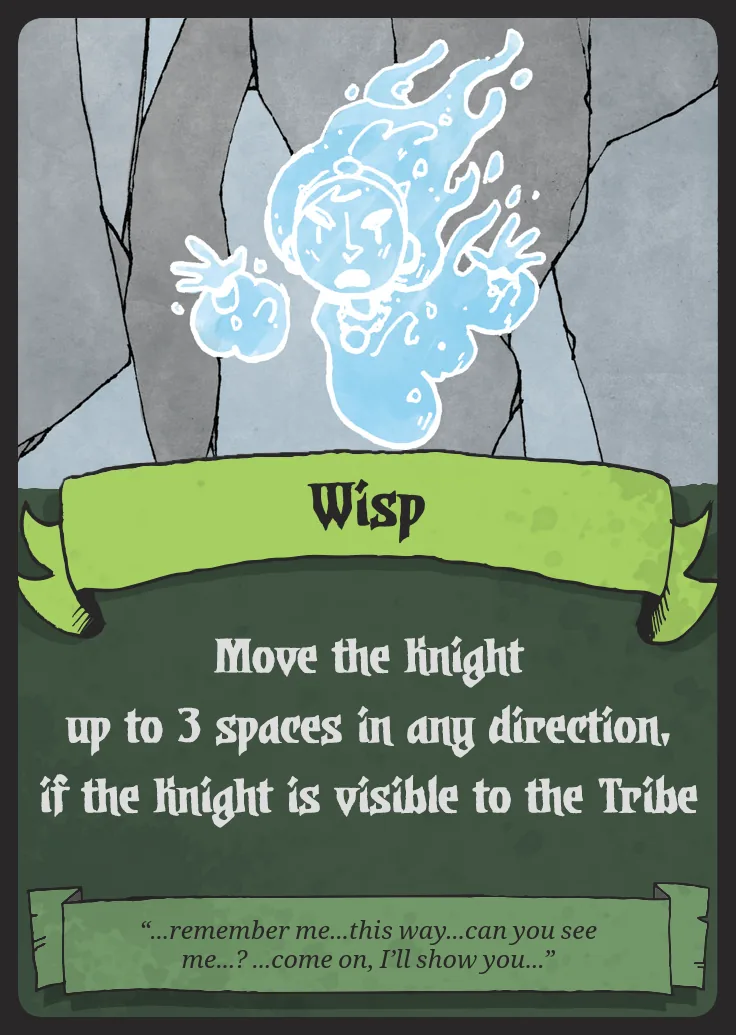 Wisp
Move the Knight
up to 3 spaces in any direction,
if the Knight is visible to the Tribe
“...remember me...this way...can you see
me...? ...come on, I’ll show you...”